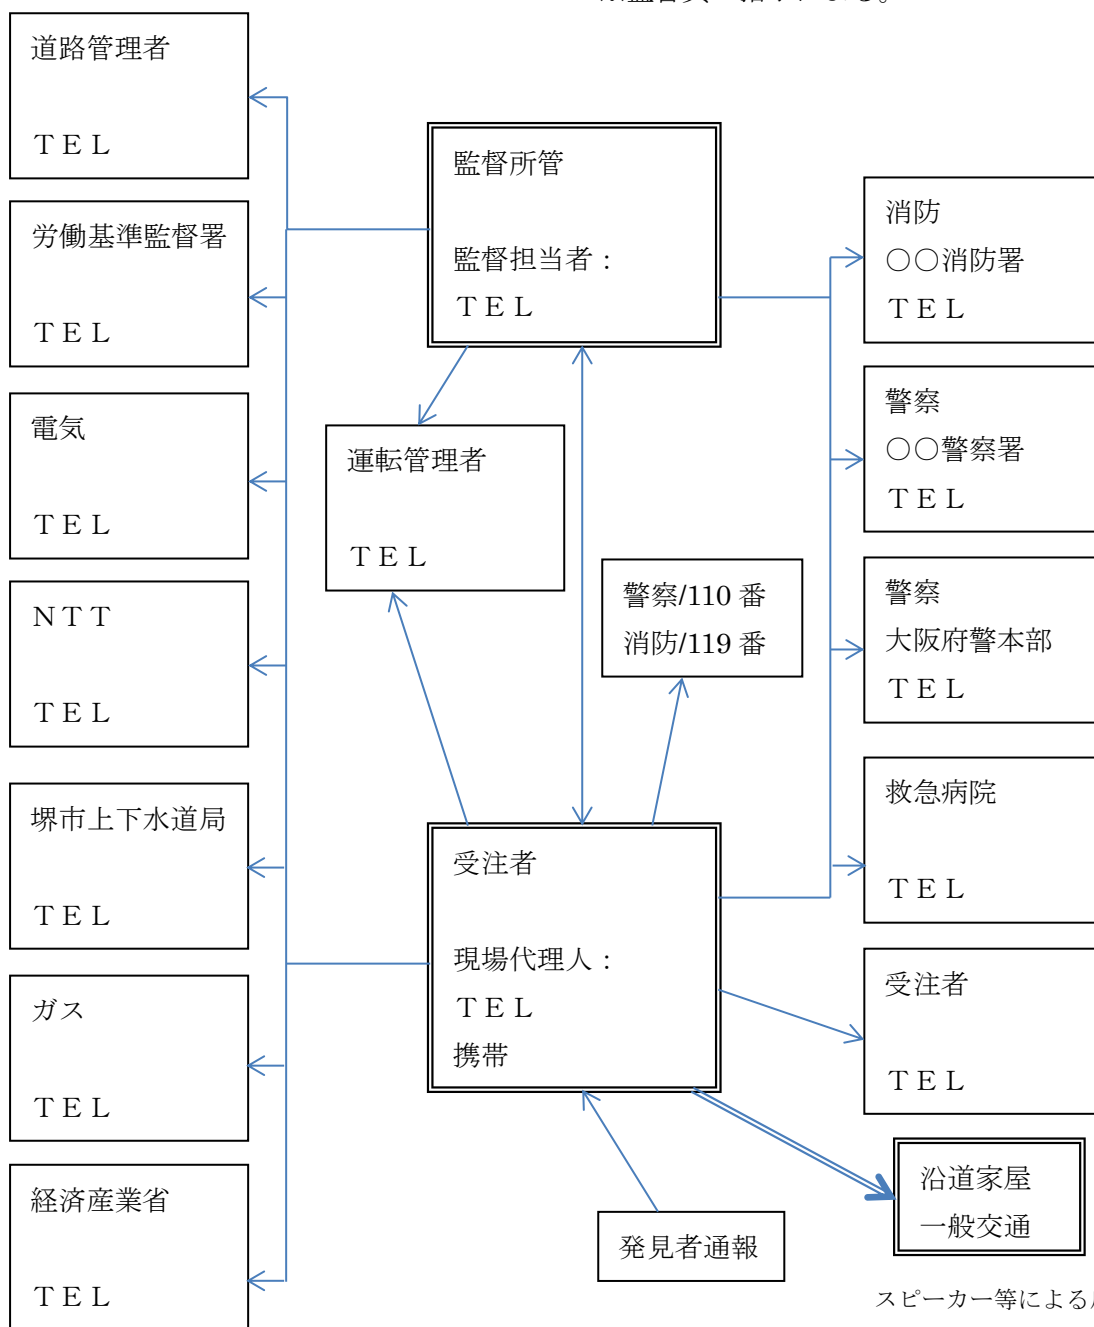 道路管理者
ＴＥＬ
労働基準監督署
ＴＥＬ
電気
ＴＥＬ
ＮＴＴ
ＴＥＬ
堺市上下水道局
ＴＥＬ
ガス
ＴＥＬ
経済産業省
ＴＥＬ
監督所管
監督担当者：
ＴＥＬ
運転管理者
ＴＥＬ
警察/110 番
消防/119 番
受注者
現場代理人：
ＴＥＬ
携帯
発見者通報
消防
○○消防署
ＴＥＬ
警察
○○警察署
ＴＥＬ
警察
大阪府警本部
ＴＥＬ
救急病院
ＴＥＬ
受注者
ＴＥＬ
沿道家屋
一般交通
スピーカー等による